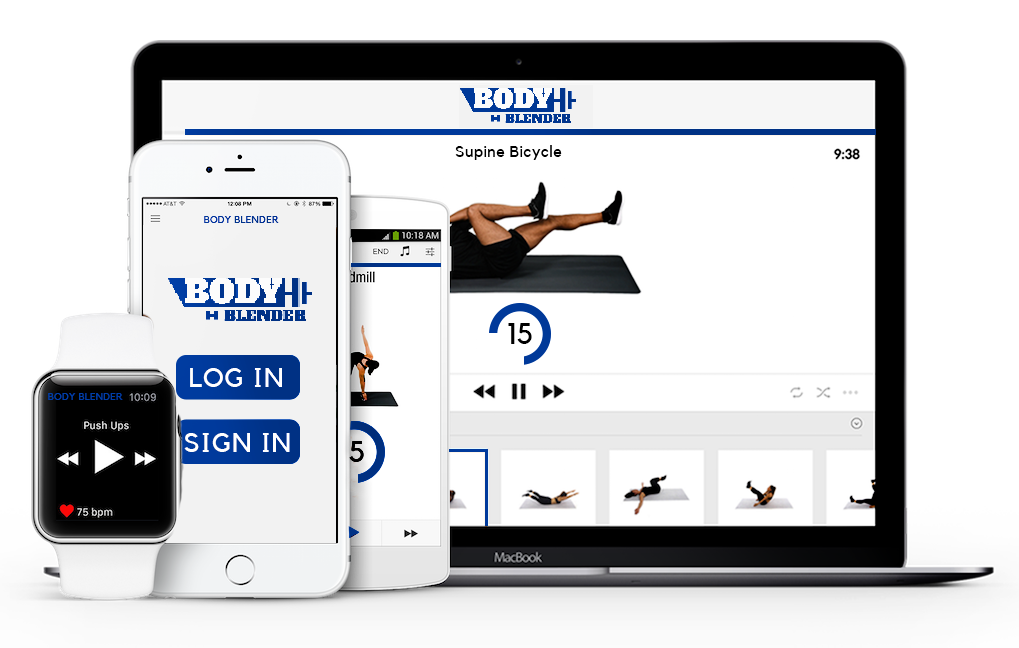 BODY
BLENDER
Supine Bicycle
9:38
15
MacBook
AT&T
12:08 PM
87%
BODY BLENDER
BODY
BLENDER
LOG IN
SIGN IN
10:18 AM
END
dmill
5
BODY BLENDER
10:09
Push Ups
75 bpm